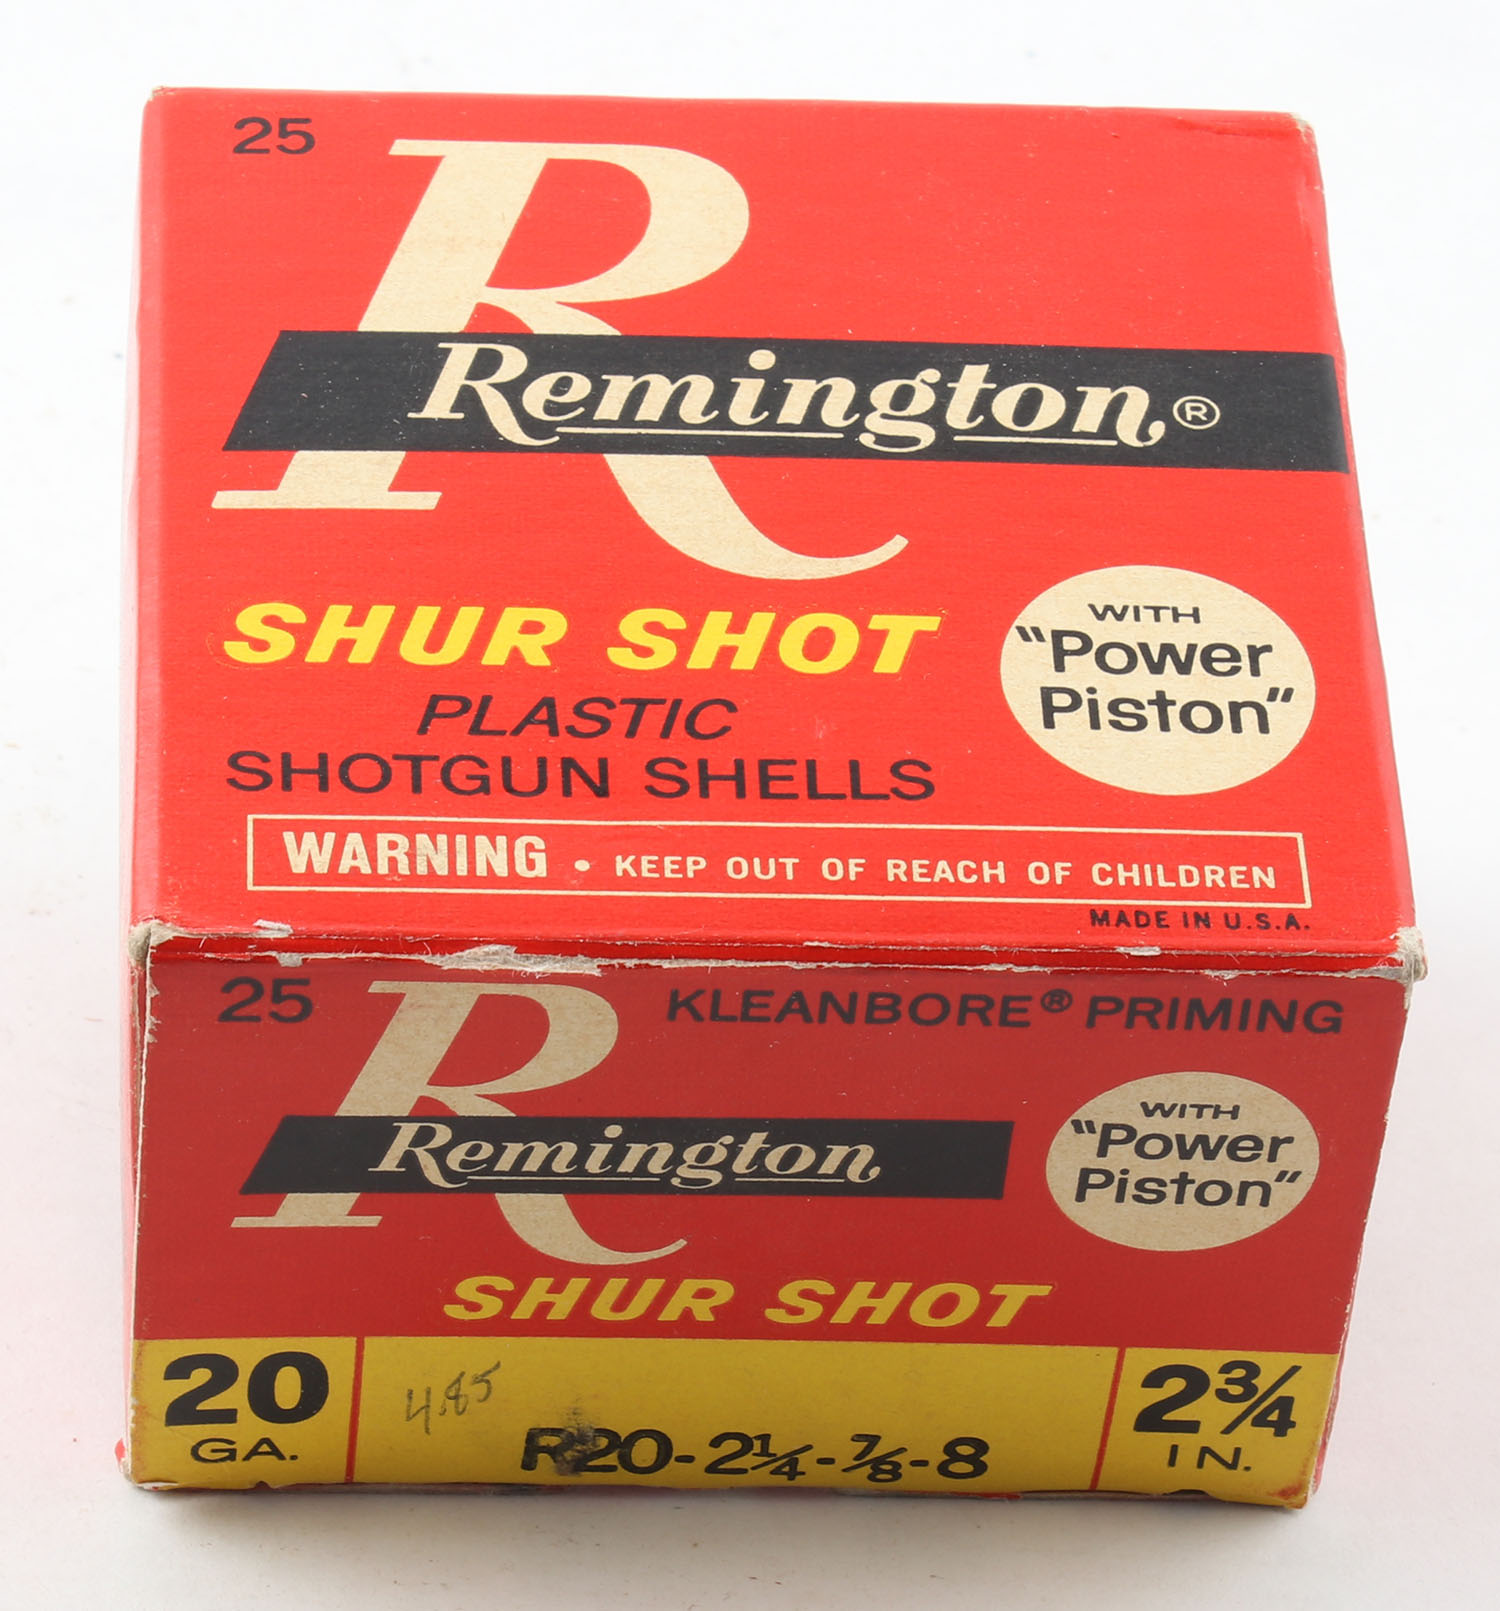 25
R
Remington®
SHUR SHOT
PLASTIC
SHOTGUN SHELLS
WITH
"Power
Piston"
WARNING • KEEP OUT OF REACH OF CHILDREN
MADE IN U.S.A.
25
R
KLEANBORE® PRIMING
Remington
WITH
"Power
Piston"
SHUR SHOT
20
GA.
4.85
R20-2¼-⅞-8
2¾
IN.